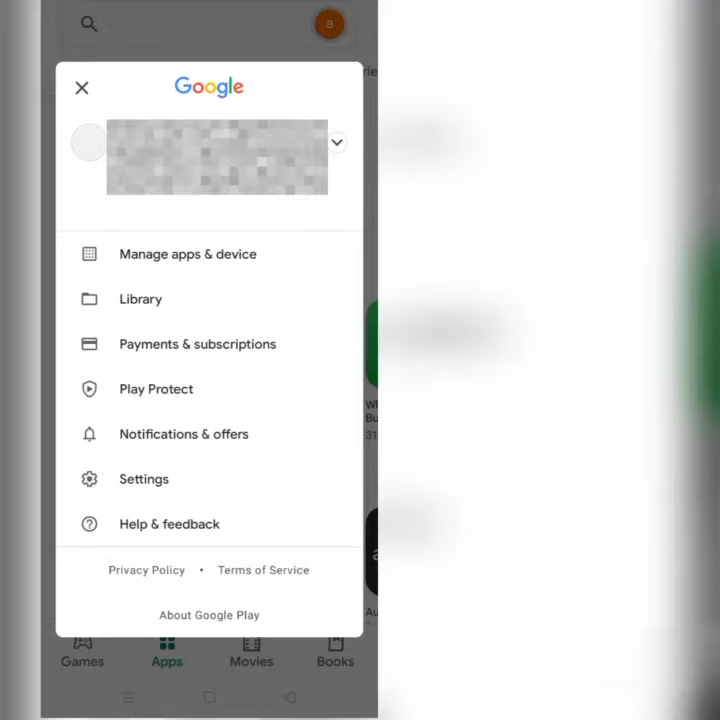 a
Google
Manage apps & device
Library
Payments & subscriptions
Play Protect
Notifications & offers
Settings
Help & feedback
Privacy Policy • Terms of Service
About Google Play
Games Apps Movies Books